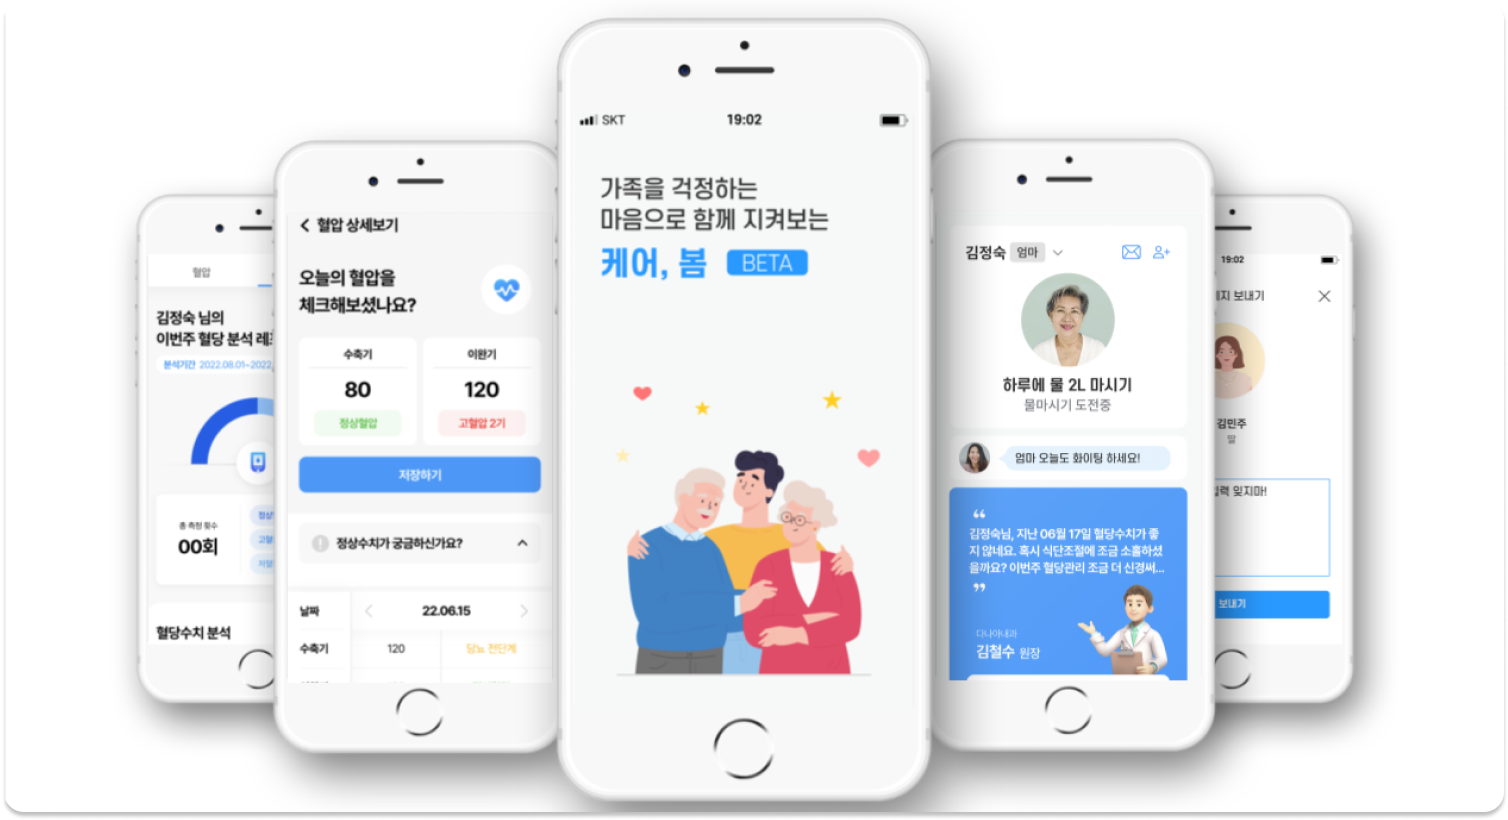 혈압
김정숙 님의
이번주 혈당 분석
분석기간 2022.08.01~2022.
총 측정 횟수
00회
혈당수치 분석
혈압 상세보기
오늘의 혈압을
체크해보셨나요?
수축기
이완기
80
120
정상혈압
고혈압 2기
저장하기
정상수치가 궁금하신가요?
날짜
22.06.15
수축기
120
당뇨 전단계
SKT
19:02
가족을 걱정하는
마음으로 함께 지켜보는
케어, 봄 BETA
김정숙 엄마
하루에 물 2L 마시기
물마시기 도전중
엄마 오늘도 화이팅 하세요!
“
김정숙님, 지난 06월 17일 혈당수치가 좋
지 않네요. 혹시 식단조절에 조금 소홀하셨
을까요? 이번주 혈당관리 조금 더 신경써...
”
다나아내과
김철수 원장
19:02
지 보내기
김민주
딸
잊지마!
보내기